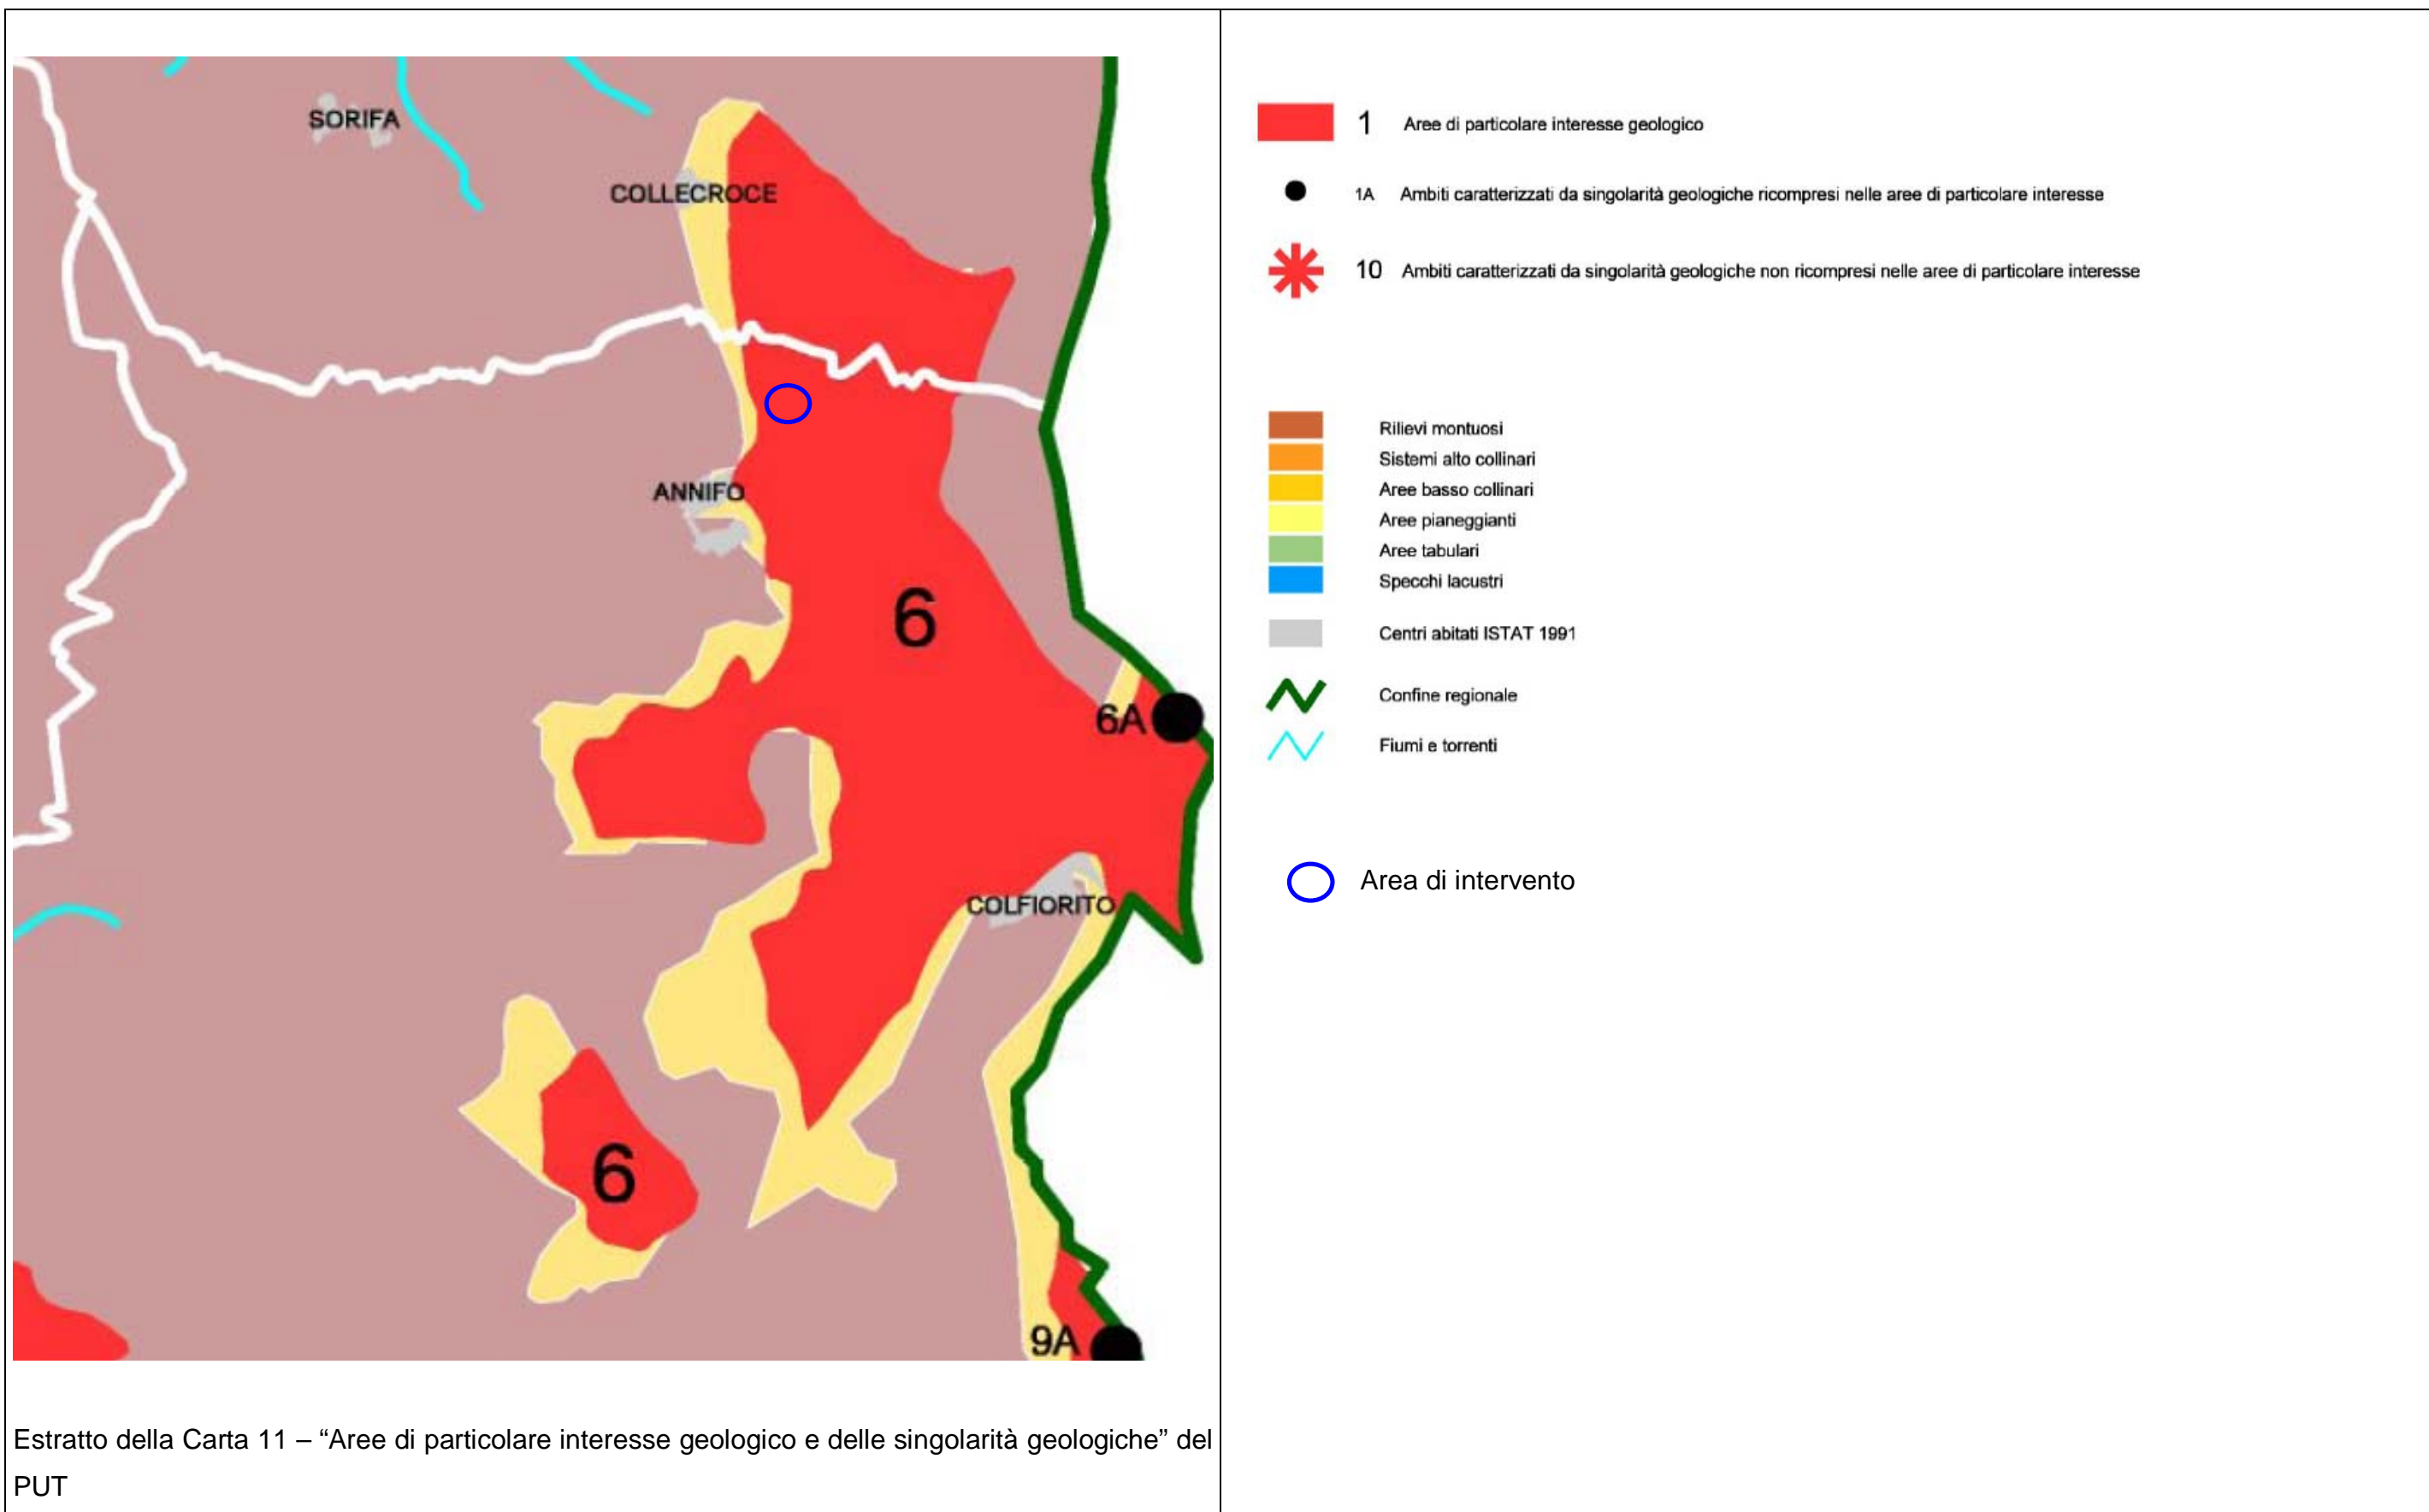 SORIFA
COLLECROCE
ANNIFO
6
6A
COLFIORITO
6
9A
Estratto della Carta 11 – “Aree di particolare interesse geologico e delle singolarità geologiche” del
PUT
1 Aree di particolare interesse geologico
1A Ambiti caratterizzati da singolarità geologiche ricompresi nelle aree di particolare interesse
10 Ambiti caratterizzati da singolarità geologiche non ricompresi nelle aree di particolare interesse
Rilievi montuosi
Sistemi alto collinari
Aree basso collinari
Aree pianeggianti
Aree tabulari
Specchi lacustri
Centri abitati ISTAT 1991
Confine regionale
Fiumi e torrenti
Area di intervento